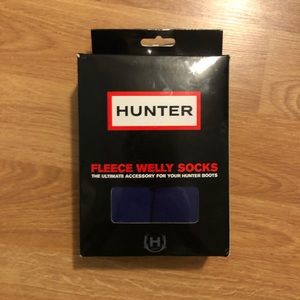 HUNTER
FLEECE WELLY SOCKS
THE ULTIMATE ACCESSORY FOR YOUR HUNTER BOOTS
H